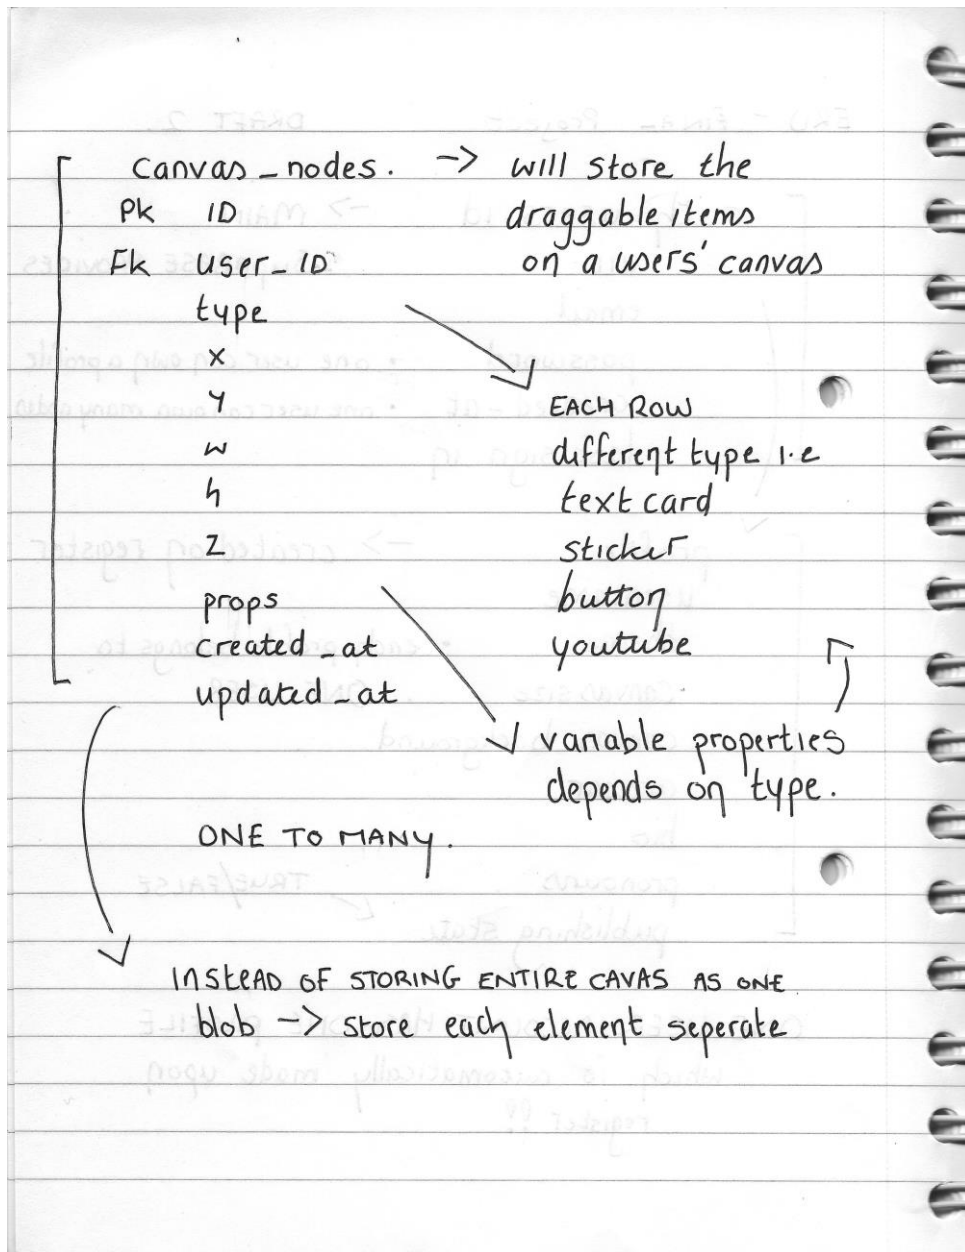 canvas_nodes. -> will store the
PK ID draggable items
FK user_ID on a users' canvas
type
x
y
w
h
z
props
created_at
updated_at
EACH ROW
different type i.e
text card
sticker
button
youtube
variable properties
depends on type.
ONE TO MANY.
INSTEAD OF STORING ENTIRE CAVAS AS ONE
blob -> store each element seperate